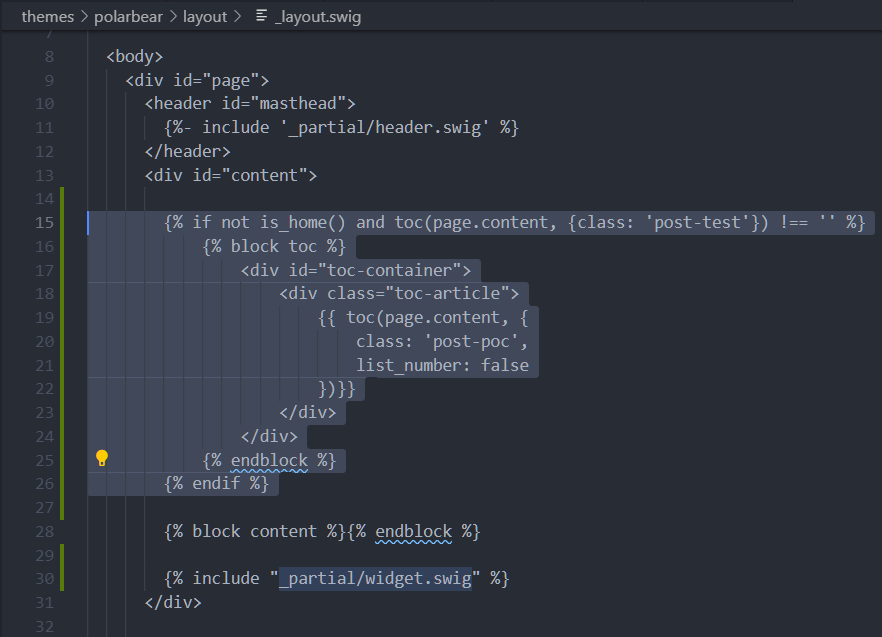 themes > polarbear > layout > _layout.swig
7
8 <body>
9 <div id="page">
10 <header id="masthead">
11 {%- include '_partial/header.swig' %}
12 </header>
13 <div id="content">
14
15 {% if not is_home() and toc(page.content, {class: 'post-test'}) !== '' %}
16 {% block toc %}
17 <div id="toc-container">
18 <div class="toc-article">
19 {{ toc(page.content, {
20 class: 'post-poc',
21 list_number: false
22 })}}
23 </div>
24 </div>
25 {% endblock %}
26 {% endif %}
27
28 {% block content %}{% endblock %}
29
30 {% include "_partial/widget.swig" %}
31 </div>
32